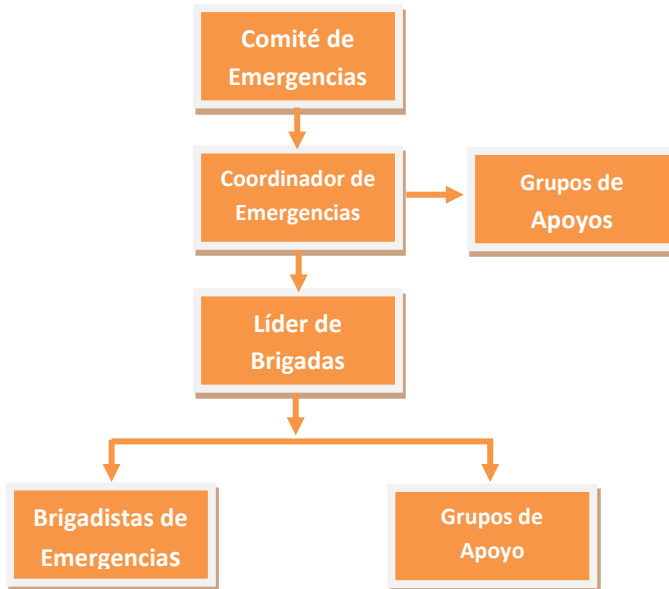 Comité de
Emergencias
Coordinador de
Emergencias
Grupos de
Apoyos
Líder de
Brigadas
Brigadistas de
Emergencias
Grupos de
Apoyo